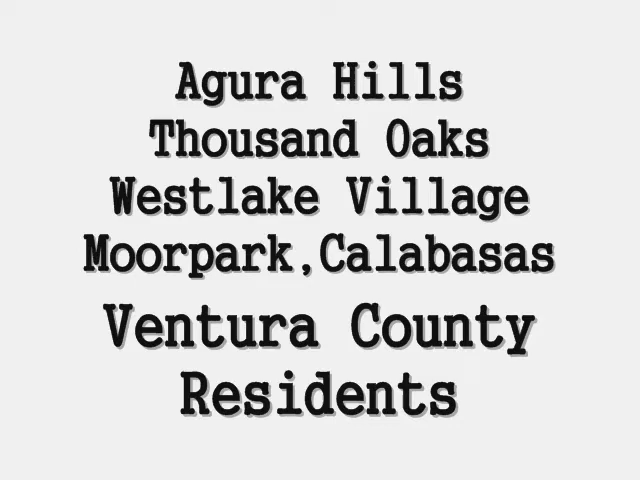 Agura Hills
Thousand Oaks
Westlake Village
Moorpark,Calabasas
Ventura County
Residents